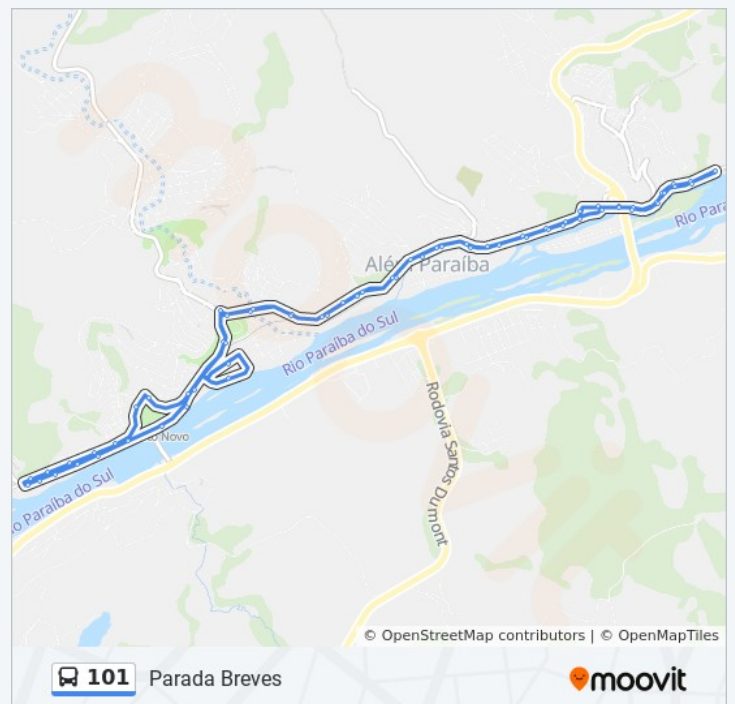 Rio Para
Além Paraíba
Rio Paraíba do Sul
Rodovia Santos Dumont
o Novo
o Paraíba do Sul
© OpenStreetMap contributors | © OpenMapTiles
101 Parada Breves
moovit